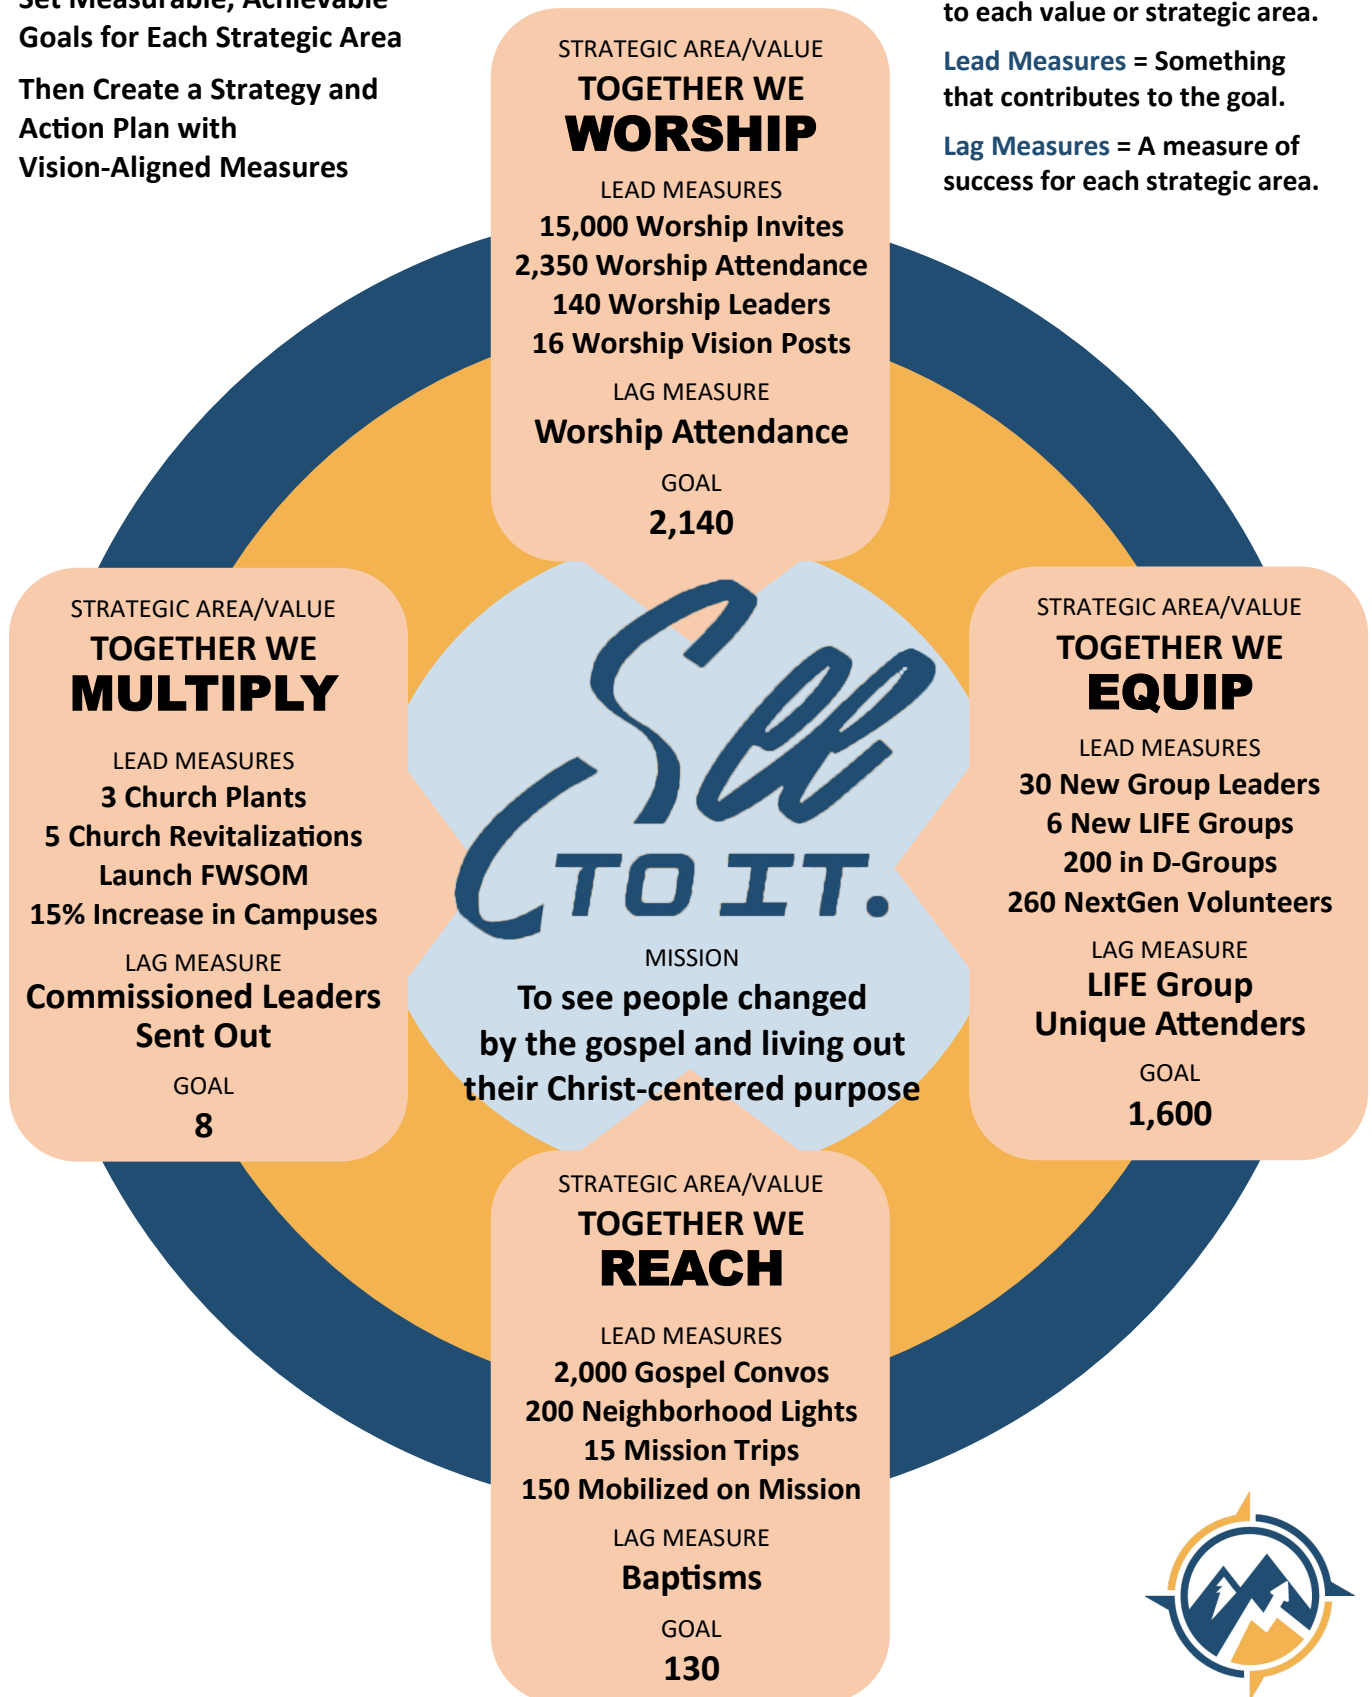 Set Measurable, Achievable
Goals for Each Strategic Area
Then Create a Strategy and
Action Plan with
Vision-Aligned Measures
to each value or strategic area.
Lead Measures = Something
that contributes to the goal.
Lag Measures = A measure of
success for each strategic area.
STRATEGIC AREA/VALUE
TOGETHER WE
WORSHIP
LEAD MEASURES
15,000 Worship Invites
2,350 Worship Attendance
140 Worship Leaders
16 Worship Vision Posts
LAG MEASURE
Worship Attendance
GOAL
2,140
STRATEGIC AREA/VALUE
TOGETHER WE
MULTIPLY
LEAD MEASURES
3 Church Plants
5 Church Revitalizations
Launch FWSOM
15% Increase in Campuses
LAG MEASURE
Commissioned Leaders
Sent Out
GOAL
8
See
TO IT.
MISSION
To see people changed
by the gospel and living out
their Christ-centered purpose
STRATEGIC AREA/VALUE
TOGETHER WE
EQUIP
LEAD MEASURES
30 New Group Leaders
6 New LIFE Groups
200 in D-Groups
260 NextGen Volunteers
LAG MEASURE
LIFE Group
Unique Attenders
GOAL
1,600
STRATEGIC AREA/VALUE
TOGETHER WE
REACH
LEAD MEASURES
2,000 Gospel Convos
200 Neighborhood Lights
15 Mission Trips
150 Mobilized on Mission
LAG MEASURE
Baptisms
GOAL
130